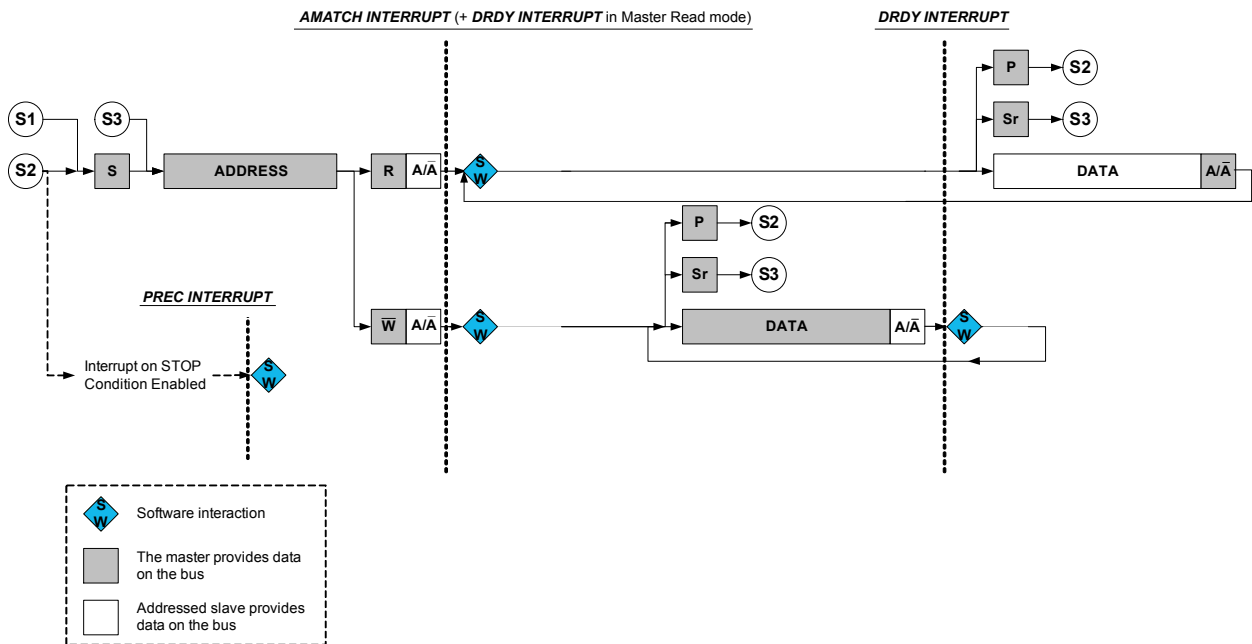 AMATCH INTERRUPT (+ DRDY INTERRUPT in Master Read mode)
DRDY INTERRUPT
P
S2
S1
S3
Sr
S3
S2
S
ADDRESS
R
A/A̅
S
W
DATA
A/A̅
P
S2
Sr
S3
PREC INTERRUPT
W̅
A/A̅
S
W
DATA
A/A̅
S
W
Interrupt on STOP
Condition Enabled
S
W
S
W
Software interaction
The master provides data
on the bus
Addressed slave provides
data on the bus